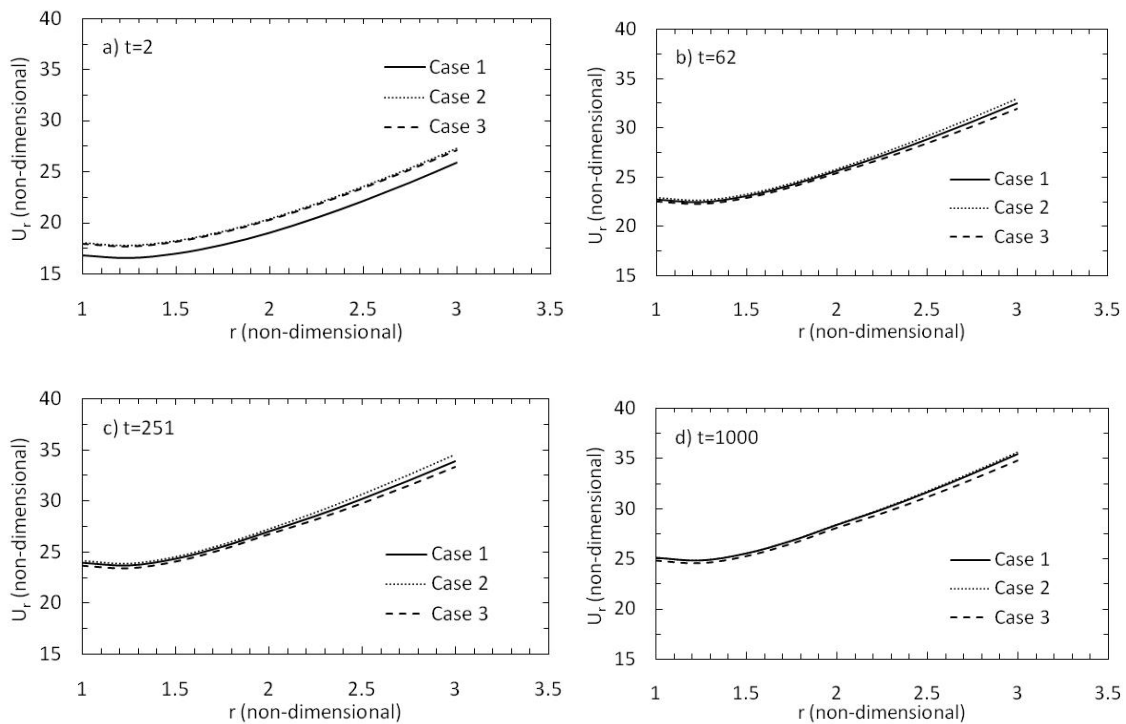 40
35
30
25
20
15
U_r (non-dimensional)
a) t=2
Case 1
Case 2
Case 3
1 1.5 2 2.5 3 3.5
r (non-dimensional)
40
35
30
25
20
15
U_r (non-dimensional)
b) t=62
Case 1
Case 2
Case 3
1 1.5 2 2.5 3 3.5
r (non-dimensional)
40
35
30
25
20
15
U_r (non-dimensional)
c) t=251
Case 1
Case 2
Case 3
1 1.5 2 2.5 3 3.5
r (non-dimensional)
40
35
30
25
20
15
U_r (non-dimensional)
d) t=1000
Case 1
Case 2
Case 3
1 1.5 2 2.5 3 3.5
r (non-dimensional)